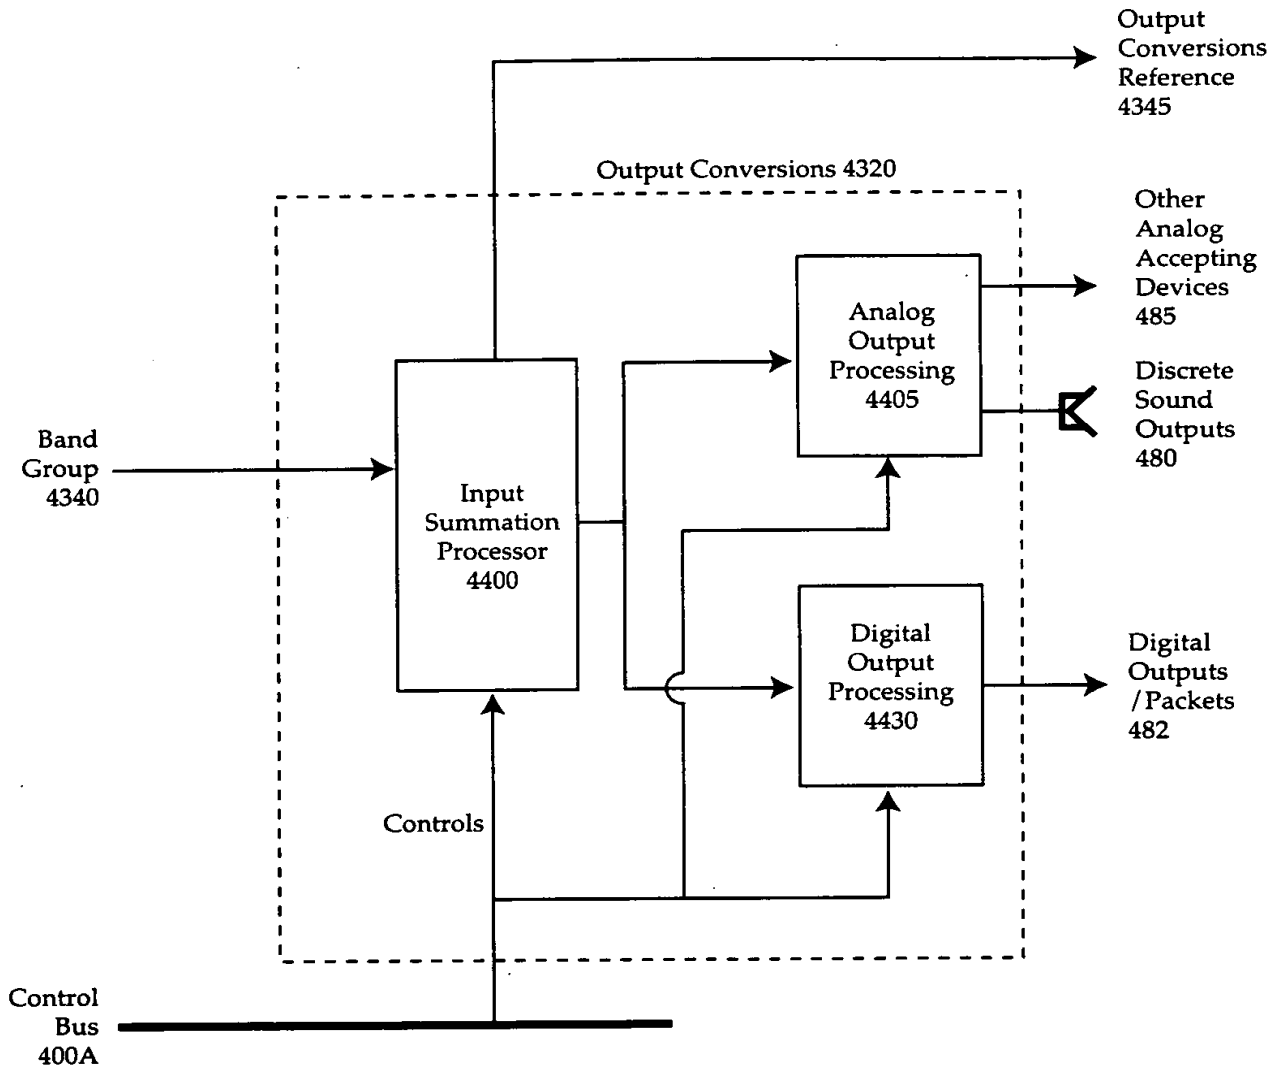 Output
Conversions
Reference
4345
Output Conversions 4320
Other
Analog
Accepting
Devices
485
Analog
Output
Processing
4405
Discrete
Sound
Outputs
480
Band
Group
4340
Input
Summation
Processor
4400
Digital
Output
Processing
4430
Digital
Outputs
/Packets
482
Controls
Control
Bus
400A